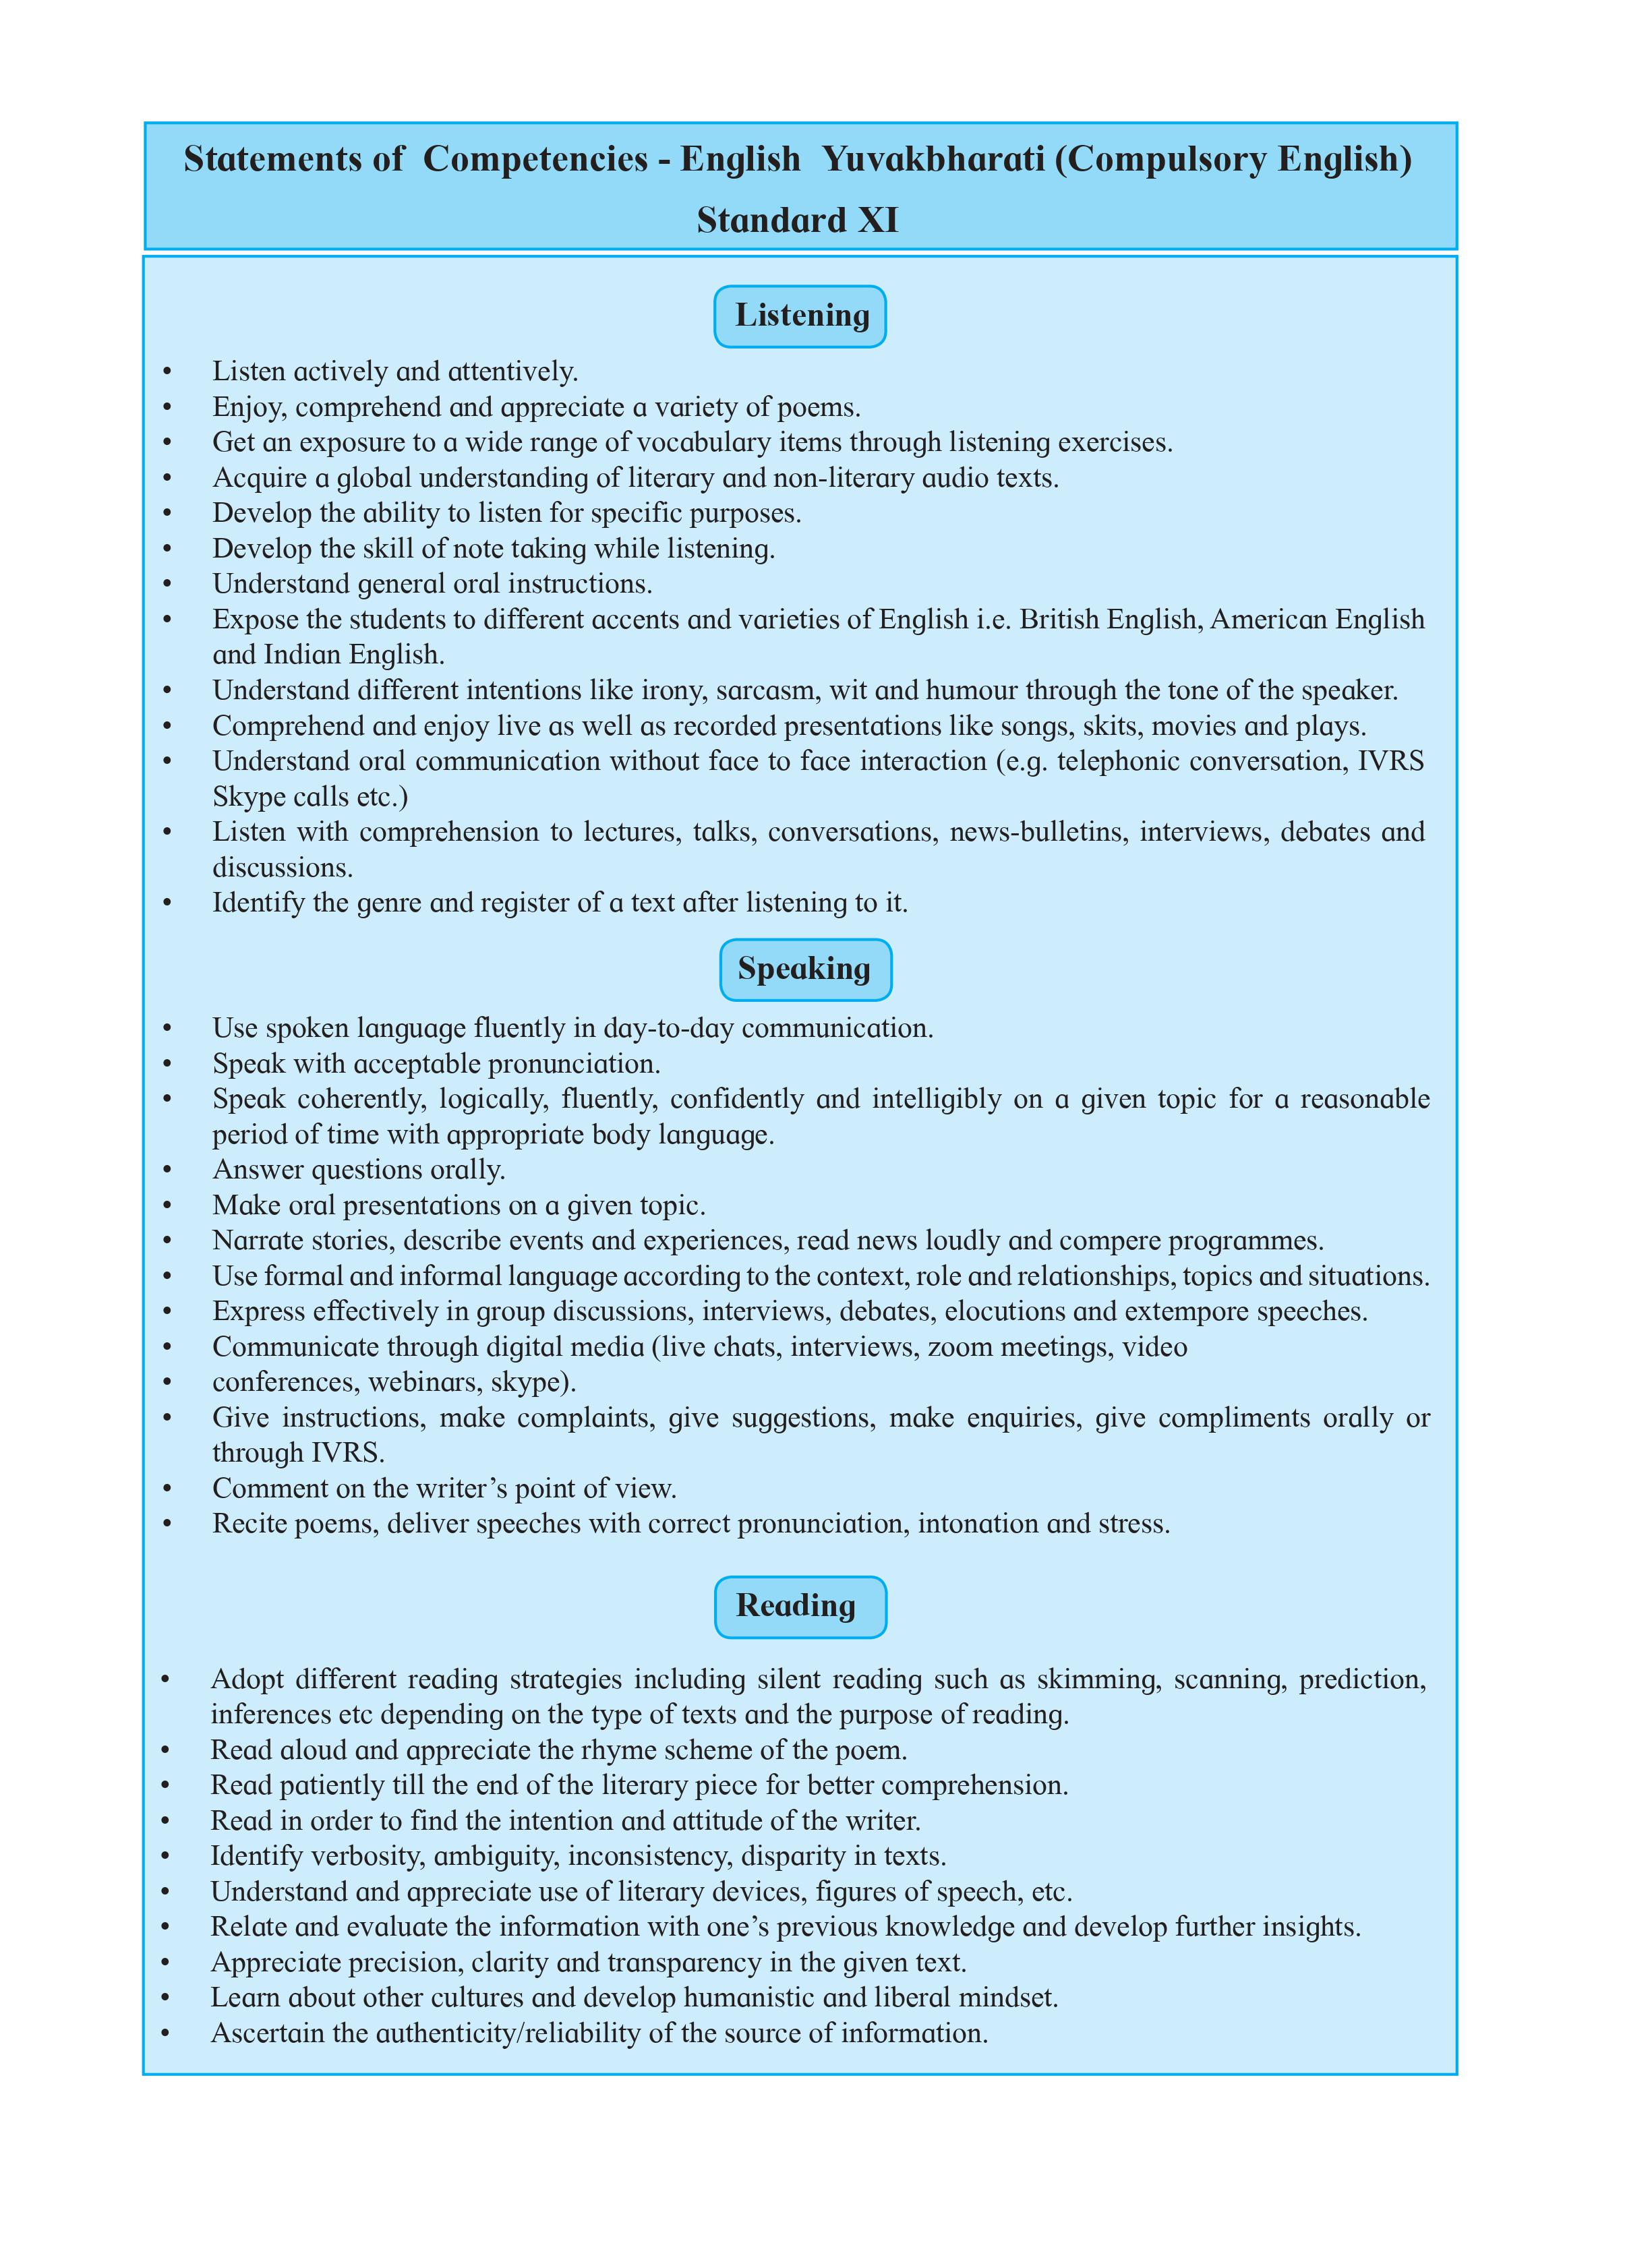 Statements of Competencies - English Yuvakbharati (Compulsory English)
Standard XI
Listening
• Listen actively and attentively.
• Enjoy, comprehend and appreciate a variety of poems.
• Get an exposure to a wide range of vocabulary items through listening exercises.
• Acquire a global understanding of literary and non-literary audio texts.
• Develop the ability to listen for specific purposes.
• Develop the skill of note taking while listening.
• Understand general oral instructions.
• Expose the students to different accents and varieties of English i.e. British English, American English
and Indian English.
• Understand different intentions like irony, sarcasm, wit and humour through the tone of the speaker.
• Comprehend and enjoy live as well as recorded presentations like songs, skits, movies and plays.
• Understand oral communication without face to face interaction (e.g. telephonic conversation, IVRS
Skype calls etc.)
• Listen with comprehension to lectures, talks, conversations, news-bulletins, interviews, debates and
discussions.
• Identify the genre and register of a text after listening to it.
Speaking
• Use spoken language fluently in day-to-day communication.
• Speak with acceptable pronunciation.
• Speak coherently, logically, fluently, confidently and intelligibly on a given topic for a reasonable
period of time with appropriate body language.
• Answer questions orally.
• Make oral presentations on a given topic.
• Narrate stories, describe events and experiences, read news loudly and compere programmes.
• Use formal and informal language according to the context, role and relationships, topics and situations.
• Express effectively in group discussions, interviews, debates, elocutions and extempore speeches.
• Communicate through digital media (live chats, interviews, zoom meetings, video
• conferences, webinars, skype).
• Give instructions, make complaints, give suggestions, make enquiries, give compliments orally or
through IVRS.
• Comment on the writer’s point of view.
• Recite poems, deliver speeches with correct pronunciation, intonation and stress.
Reading
• Adopt different reading strategies including silent reading such as skimming, scanning, prediction,
inferences etc depending on the type of texts and the purpose of reading.
• Read aloud and appreciate the rhyme scheme of the poem.
• Read patiently till the end of the literary piece for better comprehension.
• Read in order to find the intention and attitude of the writer.
• Identify verbosity, ambiguity, inconsistency, disparity in texts.
• Understand and appreciate use of literary devices, figures of speech, etc.
• Relate and evaluate the information with one’s previous knowledge and develop further insights.
• Appreciate precision, clarity and transparency in the given text.
• Learn about other cultures and develop humanistic and liberal mindset.
• Ascertain the authenticity/reliability of the source of information.